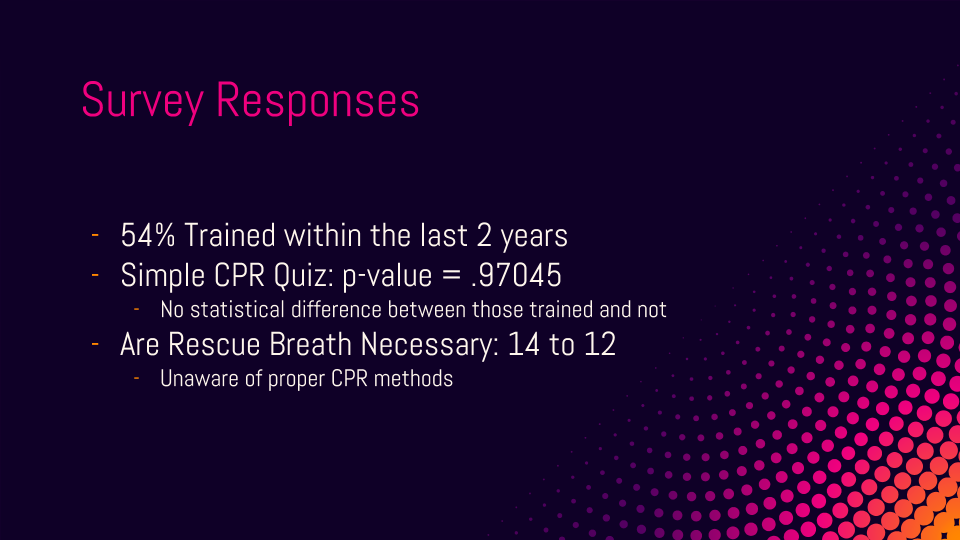 Survey Responses
- 54% Trained within the last 2 years
- Simple CPR Quiz: p-value = .97045
- No statistical difference between those trained and not
- Are Rescue Breath Necessary: 14 to 12
- Unaware of proper CPR methods